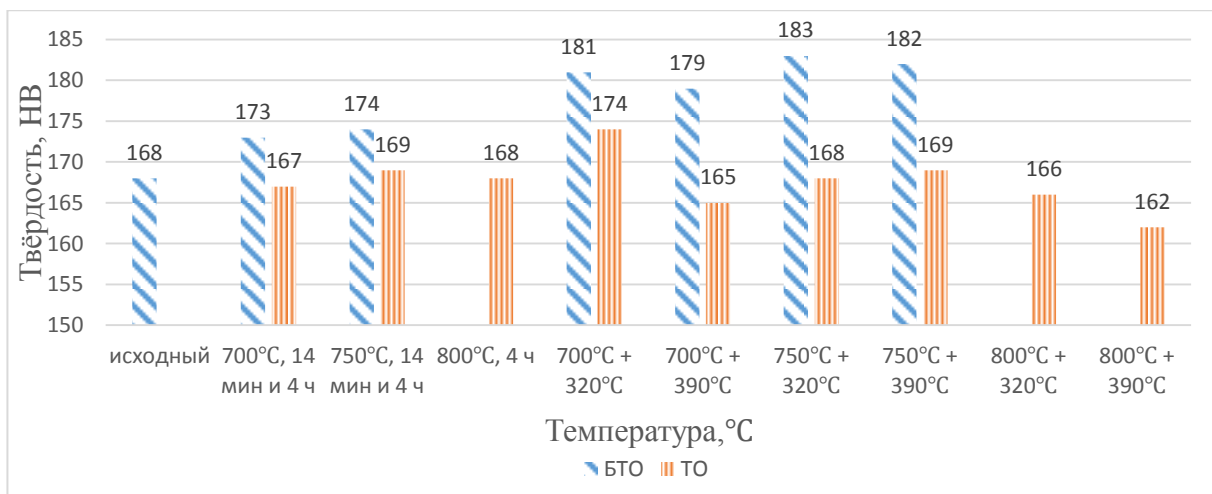 185
180
175
170
165
160
155
150
Твёрдость, НВ
168
173
167
174
169
168
181
174
179
165
183
168
182
169
166
162
исходный
700°С, 14
мин и 4 ч
750°С, 14
мин и 4 ч
800°С, 4 ч
700°С +
320°С
700°С +
390°С
750°С +
320°С
750°С +
390°С
800°С +
320°С
800°С +
390°С
Температура,°С
БТО
ТО